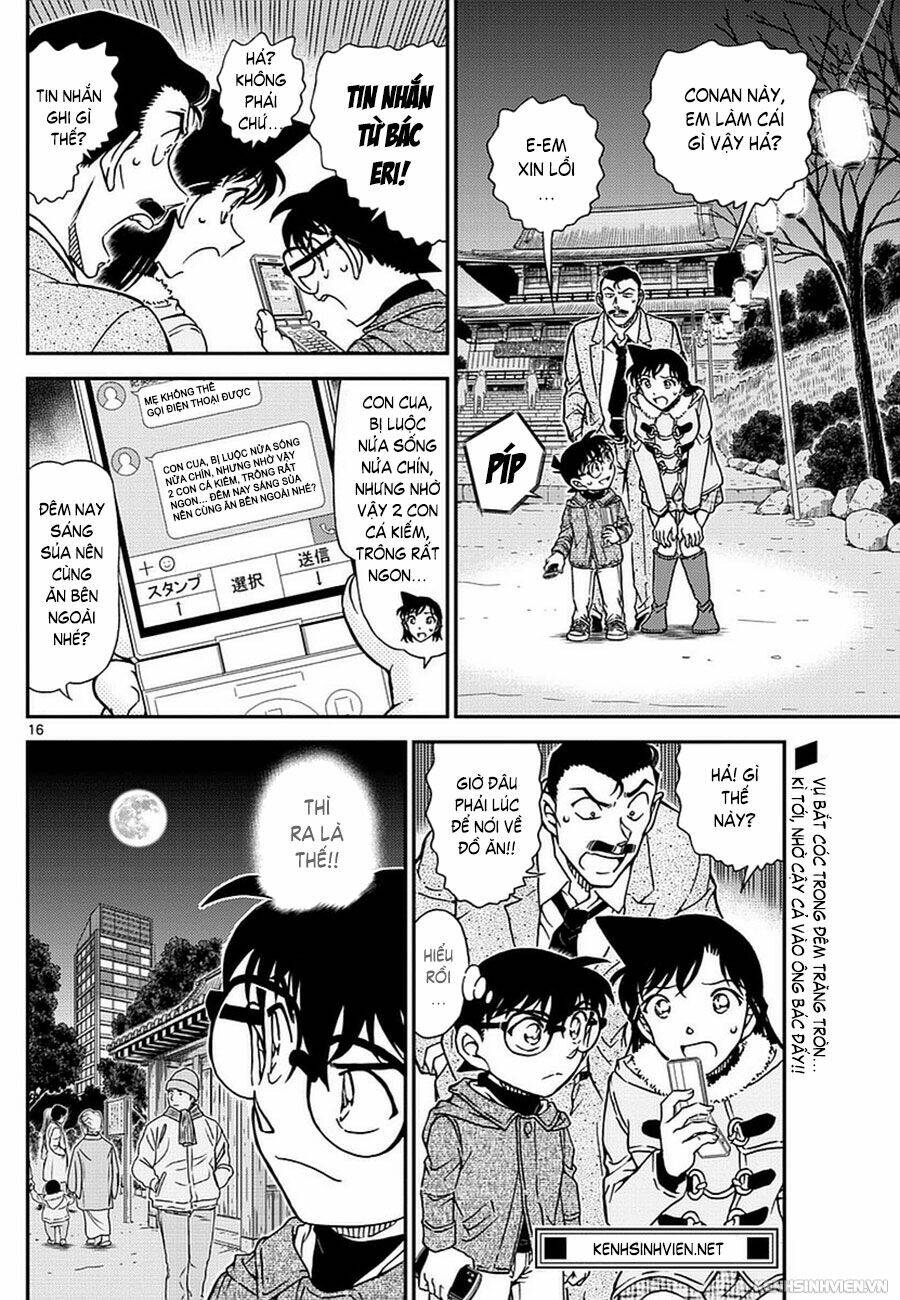 CONAN NÀY,
EM LÀM CÁI
GÌ VẬY HẢ?
E-EM
XIN LỖI
...
PÍP
TIN NHẮN
TỪ BÁC
ERI!
HẢ?
KHÔNG
PHẢI
CHỨ...
TIN NHẮN
GHI GÌ
THẾ?
CON CUA,
BỊ LUỘC
NỬA SỐNG
NỨA CHÍN,
NHƯNG NHỜ
VẬY 2 CON
CÁ KIẾM,
TRÔNG RẤT
NGON...
MẸ KHÔNG THỂ
GỌI ĐIỆN THOẠI ĐƯỢC
CON CUA, BỊ LUỘC NỬA SỐNG
NỬA CHÍN, NHƯNG NHỜ VẬY
2 CON CÁ KIẾM, TRÔNG RẤT
NGON... ĐÊM NAY SÁNG SỦA
NÊN CÙNG ĂN BÊN NGOÀI NHÉ?
スタンプ
選択
送信
ĐÊM NAY
SÁNG
SỦA NÊN
CÙNG
ĂN BÊN
NGOÀI
NHÉ?
16
HẢ! GÌ
THẾ
NÀY?
GIỜ ĐÂU
PHẢI LÚC
ĐỂ NÓI VỀ
ĐỒ ĂN!!
HIỂU
RỒI
...
THÌ
RA LÀ
THẾ!!
VỤ BẮT CÓC TRONG ĐÊM TRĂNG TRÒN...
KÌ TỚI, NHỜ CẬY CẢ VÀO ÔNG BÁC ĐẤY!!
KENHSINHVIEN.NET
KENHSINHVIEN.VN